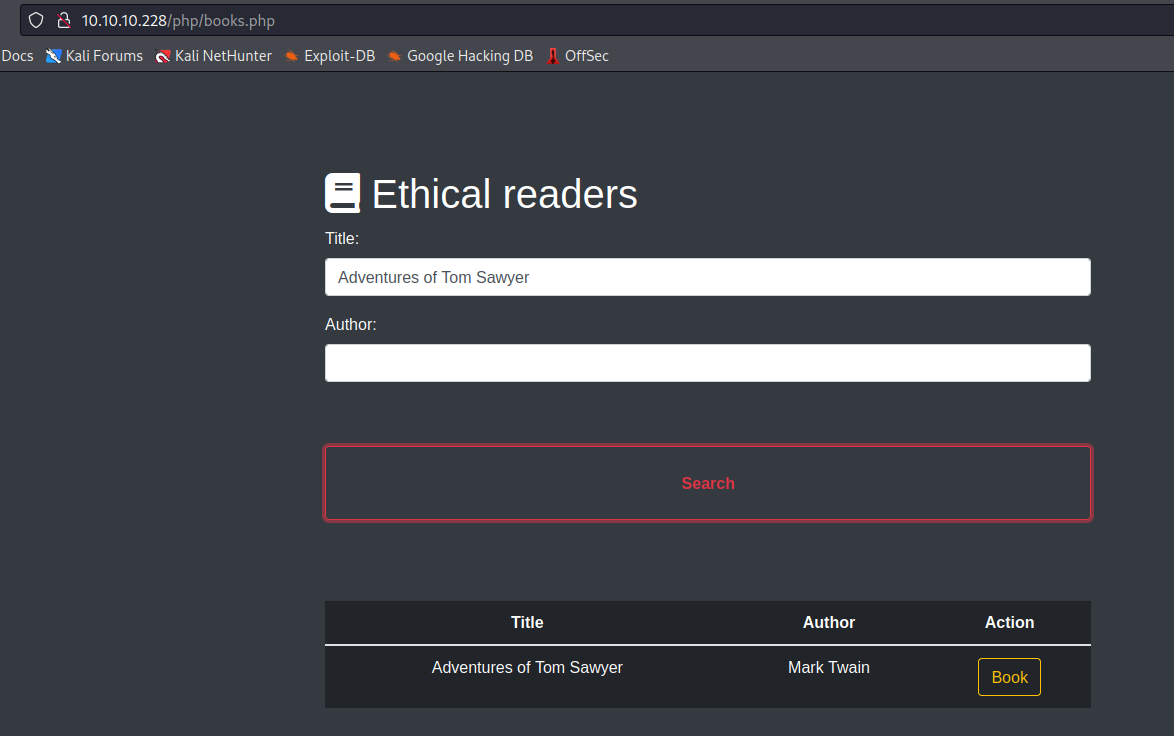 10.10.10.228/php/books.php
Docs Kali Forums Kali NetHunter Exploit-DB Google Hacking DB OffSec
Ethical readers
Title:
Adventures of Tom Sawyer
Author:
Search
Title Author Action
Adventures of Tom Sawyer Mark Twain Book